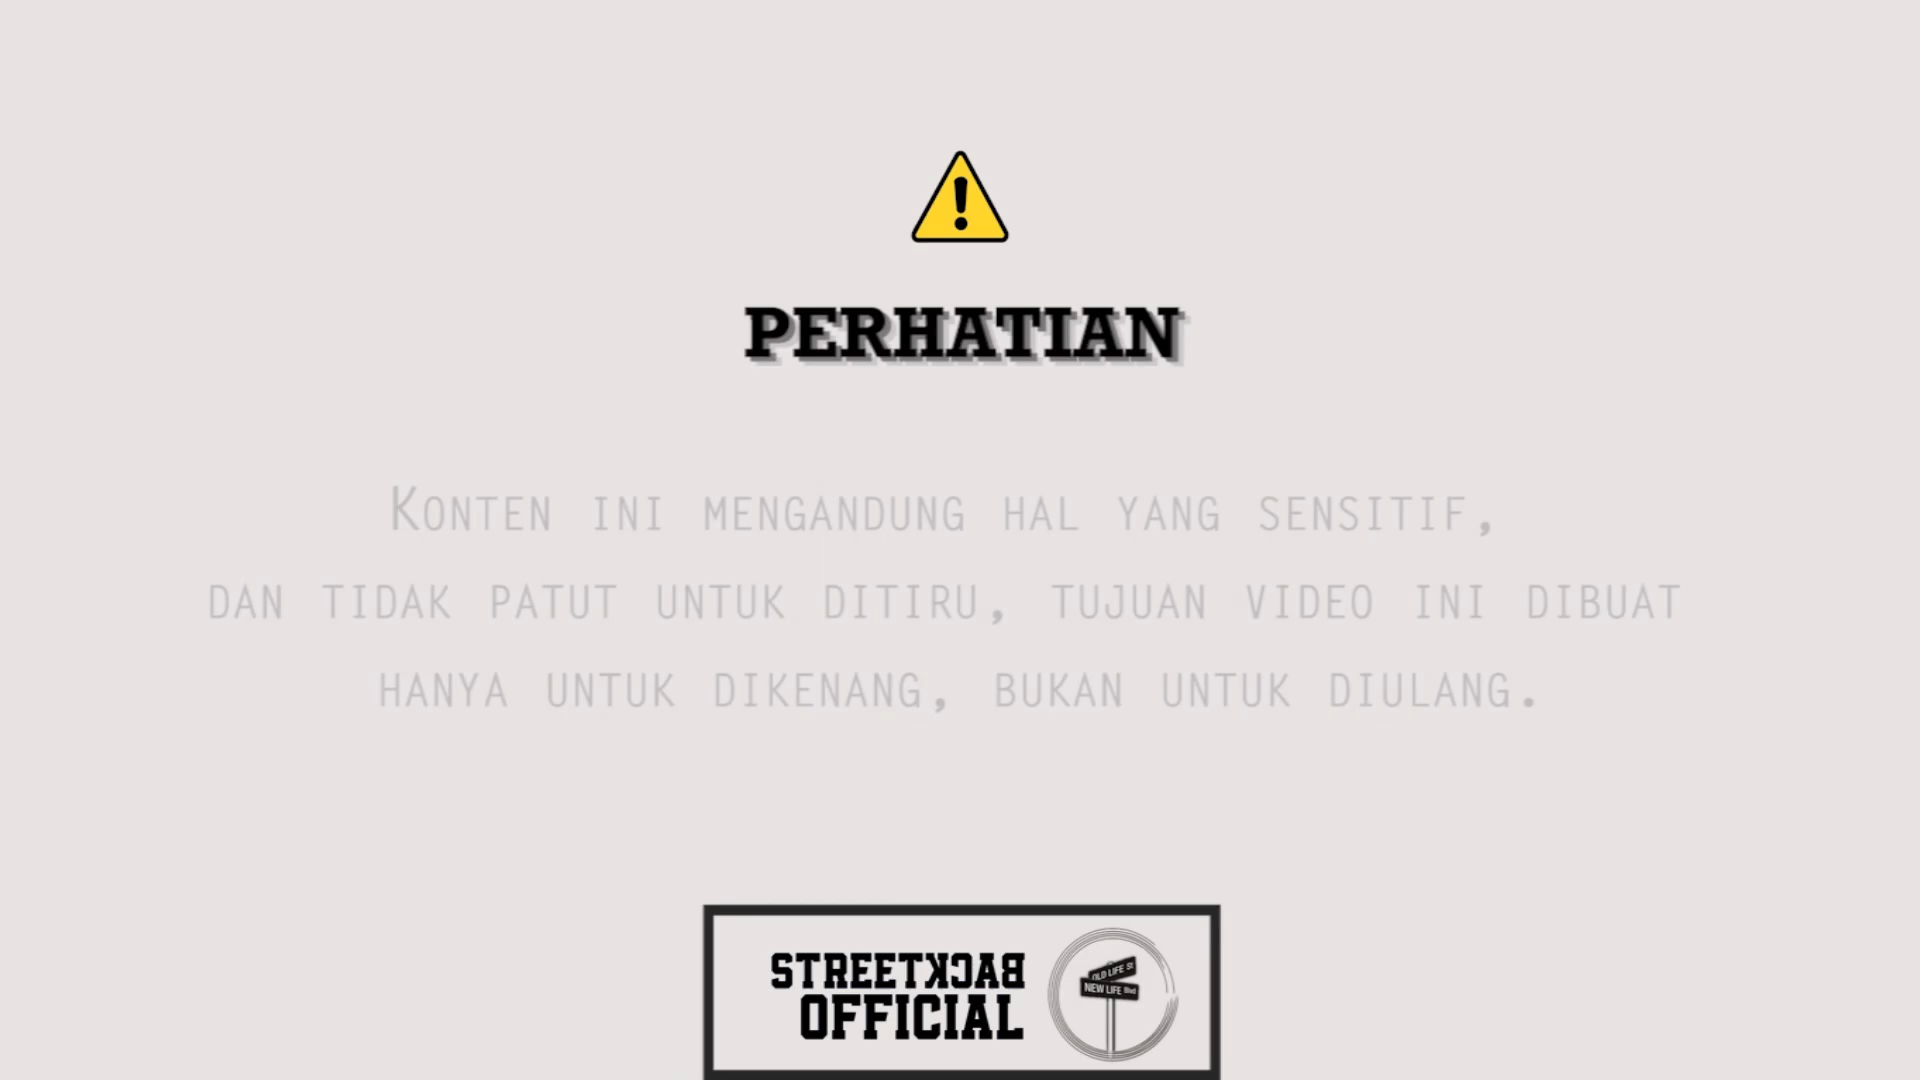 PERHATIAN
KONTEN INI MENGANDUNG HAL YANG SENSITIF,
DAN TIDAK PATUT UNTUK DITIRU, TUJUAN VIDEO INI DIBUAT
HANYA UNTUK DIKENANG, BUKAN UNTUK DIULANG.
STREETBACK
OFFICIAL
OLD LIFE St
NEW LIFE Blvd